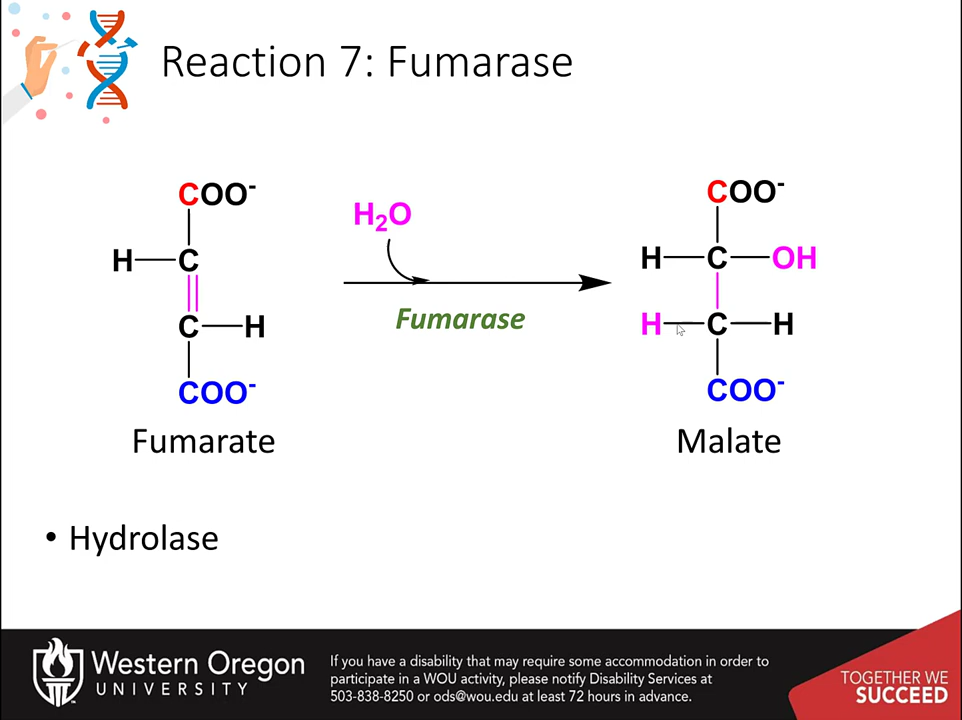 Reaction 7: Fumarase
COO-
H C
C H
COO-
Fumarate
H2O
Fumarase
COO-
H C OH
H C H
COO-
Malate
• Hydrolase
Western Oregon
UNIVERSITY
If you have a disability that may require some accommodation in order to
participate in a WOU activity, please notify Disability Services at
503-838-8250 or ods@wou.edu at least 72 hours in advance.
TOGETHER WE
SUCCEED